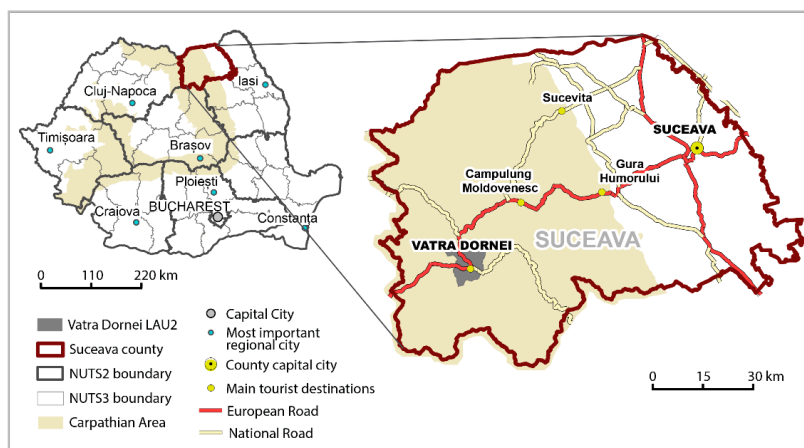 Iasi
Cluj-Napoca
Timișoara
Brașov
Ploiești
BUCHAREST
Craiova
Constanța
0 110 220 km
Sucevita
SUCEAVA
Gura
Humorului
Campulung
Moldovenesc
SUCEAVA
VATRA DORNEI
0 15 30 km
Vatra Dornei LAU2
Suceava county
NUTS2 boundary
NUTS3 boundary
Carpathian Area
Capital City
Most important
regional city
County capital city
Main tourist destinations
European Road
National Road